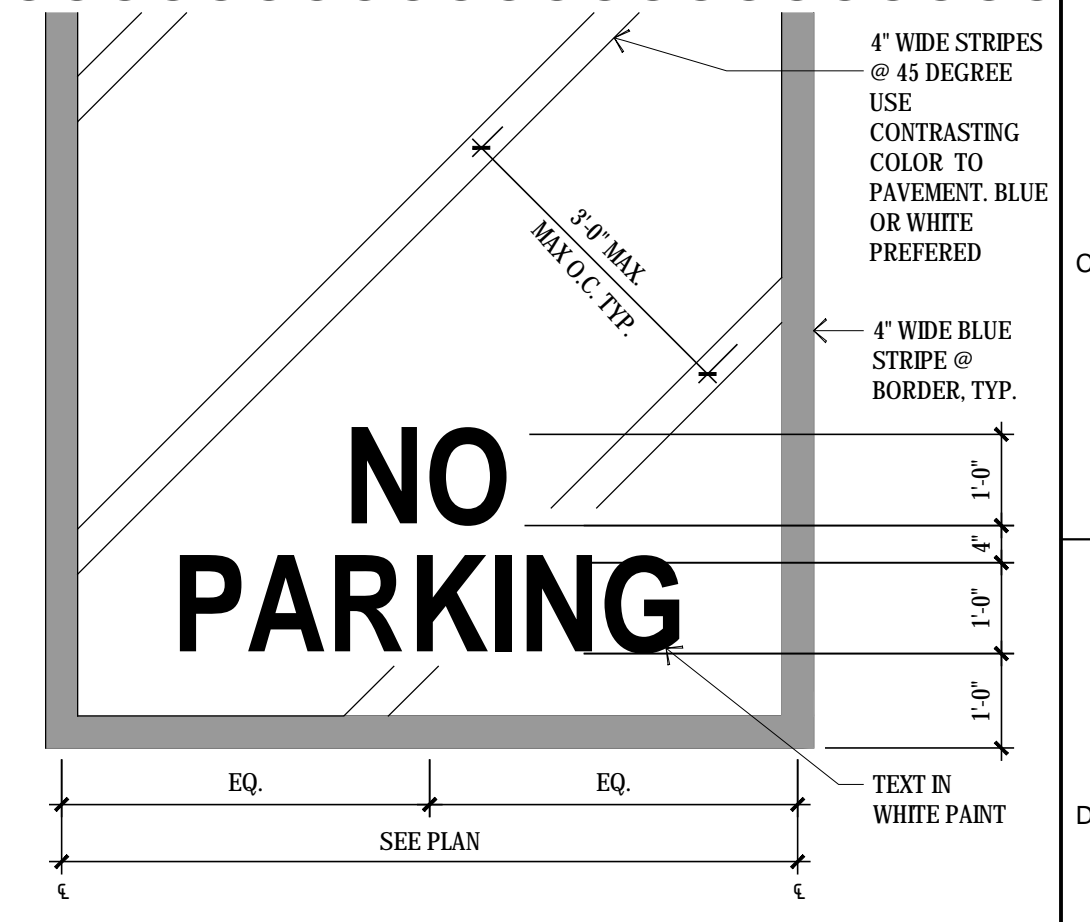 4" WIDE STRIPES
@ 45 DEGREE
USE
CONTRASTING
COLOR TO
PAVEMENT. BLUE
OR WHITE
PREFERED
3'-0" MAX.
MAX O.C. TYP.
4" WIDE BLUE
STRIPE @
BORDER, TYP.
NO
PARKING
1'-0"
4"
1'-0"
1'-0"
TEXT IN
WHITE PAINT
EQ.
EQ.
SEE PLAN
℄
℄
D